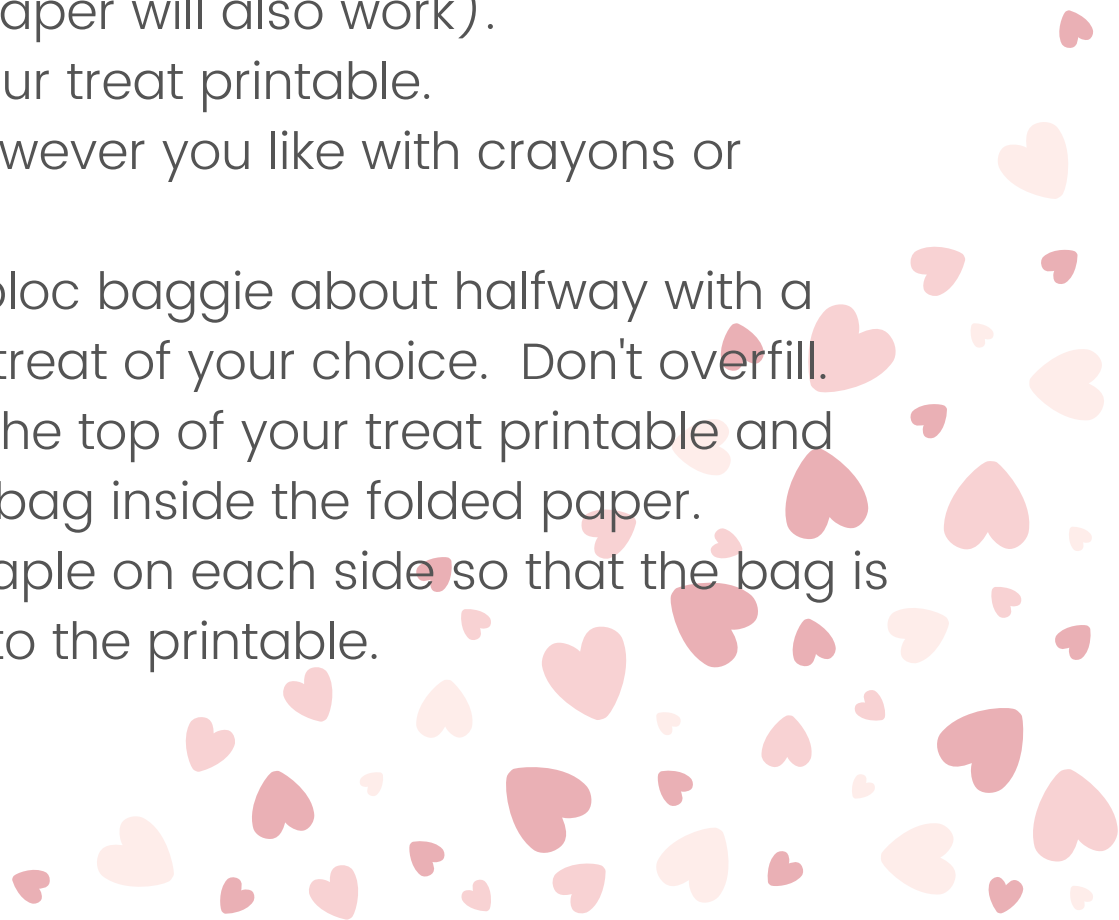 aper will also work).
ur treat printable.
wever you like with crayons or
loc baggie about halfway with a
treat of your choice.  Don't overfill.
he top of your treat printable and
bag inside the folded paper.
aple on each side so that the bag is
to the printable.